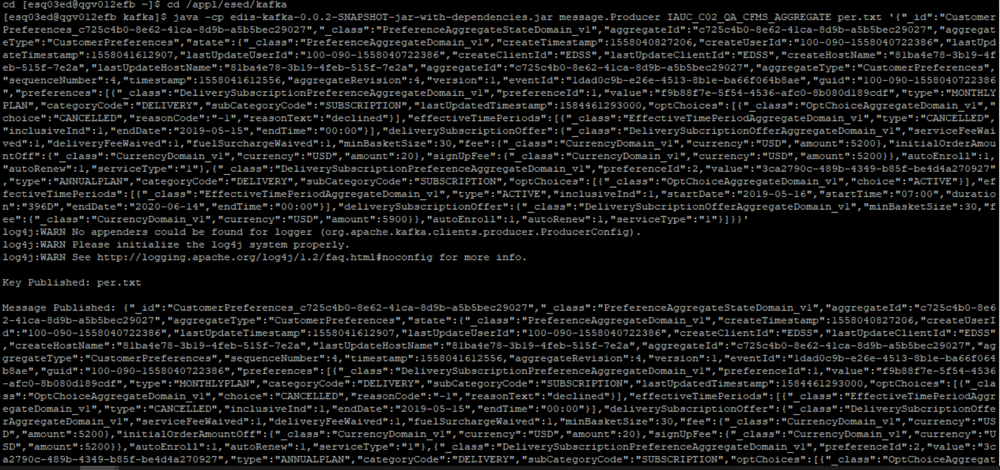 cd [esq03ed@qgv012efb ~]$ cd /appl/esed/kafka
[esq03ed@qgv012efb kafka]$ java -cp edis-kafka-0.0.2-SNAPSHOT-jar-with-dependencies.jar message.Producer IAUC_C02_QA_CFMS_AGGREGATE per.txt '{"_id":"Customer
Preferences_c725c4b0-8e62-41ca-8d9b-a5b5bec29027","_class":"PreferenceAggregateStateDomain_v1","aggregateId":"c725c4b0-8e62-41ca-8d9b-a5b5bec29027","aggregat
eType":"CustomerPreferences","state":{"_class":"PreferenceAggregateDomain_v1","createTimestamp":1558040827206,"createUserId":"100-090-1558040722386","lastUpd
ateTimestamp":1558041612907,"lastUpdateUserId":"100-090-1558040722386","createClientId":"EDSS","lastUpdateClientId":"EDSS","createHostName":"81ba4e78-3b19-4f
eb-515f-7e2a","lastUpdateHostName":"81ba4e78-3b19-4feb-515f-7e2a","aggregateId":"c725c4b0-8e62-41ca-8d9b-a5b5bec29027","aggregateType":"CustomerPreferences",
"sequenceNumber":4,"timestamp":1558041612556,"aggregateRevision":4,"version":1,"eventId":"1dad0c9b-e26e-4513-8b1e-ba66f064b8ae","guid":"100-090-1558040722386
","preferences":[{"_class":"DeliverySubscriptionPreferenceAggregateDomain_v1","preferenceId":1,"value":"f9b88f7e-5f54-4536-afc0-8b080d189cdf","type":"MONTHLY
PLAN","categoryCode":"DELIVERY","subCategoryCode":"SUBSCRIPTION","lastUpdatedTimestamp":1584461293000,"optChoices":[{"_class":"OptChoiceAggregateDomain_v1","
choice":"CANCELLED","reasonCode":"-1","reasonText":"declined"}],"effectiveTimePeriods":[{"_class":"EffectiveTimePeriodAggregateDomain_v1","type":"CANCELLED",
"inclusiveInd":1,"endDate":"2019-05-15","endTime":"00:00"}],"deliverySubscriptionOffer":{"_class":"DeliverySubcriptionOfferAggregateDomain_v1","serviceFeeWai
ved":1,"deliveryFeeWaived":1,"fuelSurchargeWaived":1,"minBasketSize":30,"fee":{"_class":"CurrencyDomain_v1","currency":"USD","amount":5200},"initialOrderAmou
ntOff":{"_class":"CurrencyDomain_v1","currency":"USD","amount":20},"signUpFee":{"_class":"CurrencyDomain_v1","currency":"USD","amount":5200}},"autoEnroll":1,
"autoRenew":1,"serviceType":"1"},{"_class":"DeliverySubscriptionPreferenceAggregateDomain_v1","preferenceId":2,"value":"3ca2790c-489b-4349-b85f-be4d4a270927"
,"type":"ANNUALPLAN","categoryCode":"DELIVERY","subCategoryCode":"SUBSCRIPTION","optChoices":[{"_class":"OptChoiceAggregateDomain_v1","choice":"ACTIVE"}],"ef
fectiveTimePeriods":[{"_class":"EffectiveTimePeriodAggregateDomain_v1","type":"ACTIVE","inclusiveInd":1,"startDate":"2019-05-16","startTime":"07:00","duratio
n":"396D","endDate":"2020-06-14","endTime":"00:00"}],"deliverySubscriptionOffer":{"_class":"DeliverySubcriptionOfferAggregateDomain_v1","minBasketSize":30,"f
ee":{"_class":"CurrencyDomain_v1","currency":"USD","amount":5900}},"autoEnroll":1,"autoRenew":1,"serviceType":"1"}]}}'
log4j:WARN No appenders could be found for logger (org.apache.kafka.clients.producer.ProducerConfig).
log4j:WARN Please initialize the log4j system properly.
log4j:WARN See http://logging.apache.org/log4j/1.2/faq.html#noconfig for more info.
Key Published: per.txt
Message Published: {"_id":"CustomerPreferences_c725c4b0-8e62-41ca-8d9b-a5b5bec29027","_class":"PreferenceAggregateStateDomain_v1","aggregateId":"c725c4b0-8e6
2-41ca-8d9b-a5b5bec29027","aggregateType":"CustomerPreferences","state":{"_class":"PreferenceAggregateDomain_v1","createTimestamp":1558040827206,"createUserI
d":"100-090-1558040722386","lastUpdateTimestamp":1558041612907,"lastUpdateUserId":"100-090-1558040722386","createClientId":"EDSS","lastUpdateClientId":"EDSS"
,"createHostName":"81ba4e78-3b19-4feb-515f-7e2a","lastUpdateHostName":"81ba4e78-3b19-4feb-515f-7e2a","aggregateId":"c725c4b0-8e62-41ca-8d9b-a5b5bec29027","ag
gregateType":"CustomerPreferences","sequenceNumber":4,"timestamp":1558041612556,"aggregateRevision":4,"version":1,"eventId":"1dad0c9b-e26e-4513-8b1e-ba66f064
b8ae","guid":"100-090-1558040722386","preferences":[{"_class":"DeliverySubscriptionPreferenceAggregateDomain_v1","preferenceId":1,"value":"f9b88f7e-5f54-4536
-afc0-8b080d189cdf","type":"MONTHLYPLAN","categoryCode":"DELIVERY","subCategoryCode":"SUBSCRIPTION","lastUpdatedTimestamp":1584461293000,"optChoices":[{"_cla
ss":"OptChoiceAggregateDomain_v1","choice":"CANCELLED","reasonCode":"-1","reasonText":"declined"}],"effectiveTimePeriods":[{"_class":"EffectiveTimePeriodAggr
egateDomain_v1","type":"CANCELLED","inclusiveInd":1,"endDate":"2019-05-15","endTime":"00:00"}],"deliverySubscriptionOffer":{"_class":"DeliverySubcriptionOffe
rAggregateDomain_v1","serviceFeeWaived":1,"deliveryFeeWaived":1,"fuelSurchargeWaived":1,"minBasketSize":30,"fee":{"_class":"CurrencyDomain_v1","currency":"US
D","amount":5200},"initialOrderAmountOff":{"_class":"CurrencyDomain_v1","currency":"USD","amount":20},"signUpFee":{"_class":"CurrencyDomain_v1","currency":"U
SD","amount":5200}},"autoEnroll":1,"autoRenew":1,"serviceType":"1"},{"_class":"DeliverySubscriptionPreferenceAggregateDomain_v1","preferenceId":2,"value":"3c
a2790c-489b-4349-b85f-be4d4a270927","type":"ANNUALPLAN","categoryCode":"DELIVERY","subCategoryCode":"SUBSCRIPTION","optChoices":[{"_class":"OptChoiceAggregat